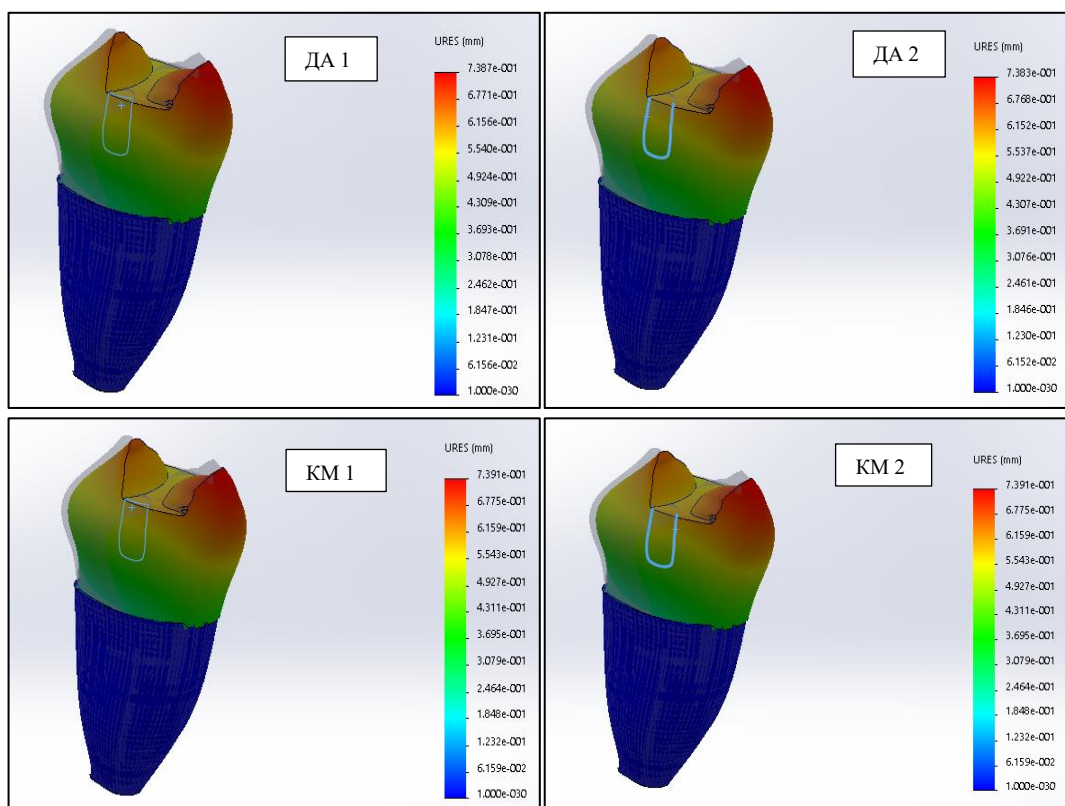 ДА 1
URES (mm)
7.387e-001
6.771e-001
6.156e-001
5.540e-001
4.924e-001
4.309e-001
3.693e-001
3.078e-001
2.462e-001
1.847e-001
1.231e-001
6.156e-002
1.000e-030
ДА 2
URES (mm)
7.383e-001
6.768e-001
6.152e-001
5.537e-001
4.922e-001
4.307e-001
3.691e-001
3.076e-001
2.461e-001
1.846e-001
1.230e-001
6.152e-002
1.000e-030
КМ 1
URES (mm)
7.391e-001
6.775e-001
6.159e-001
5.543e-001
4.927e-001
4.311e-001
3.695e-001
3.079e-001
2.464e-001
1.848e-001
1.232e-001
6.159e-002
1.000e-030
КМ 2
URES (mm)
7.391e-001
6.775e-001
6.159e-001
5.543e-001
4.927e-001
4.311e-001
3.695e-001
3.079e-001
2.464e-001
1.848e-001
1.232e-001
6.159e-002
1.000e-030